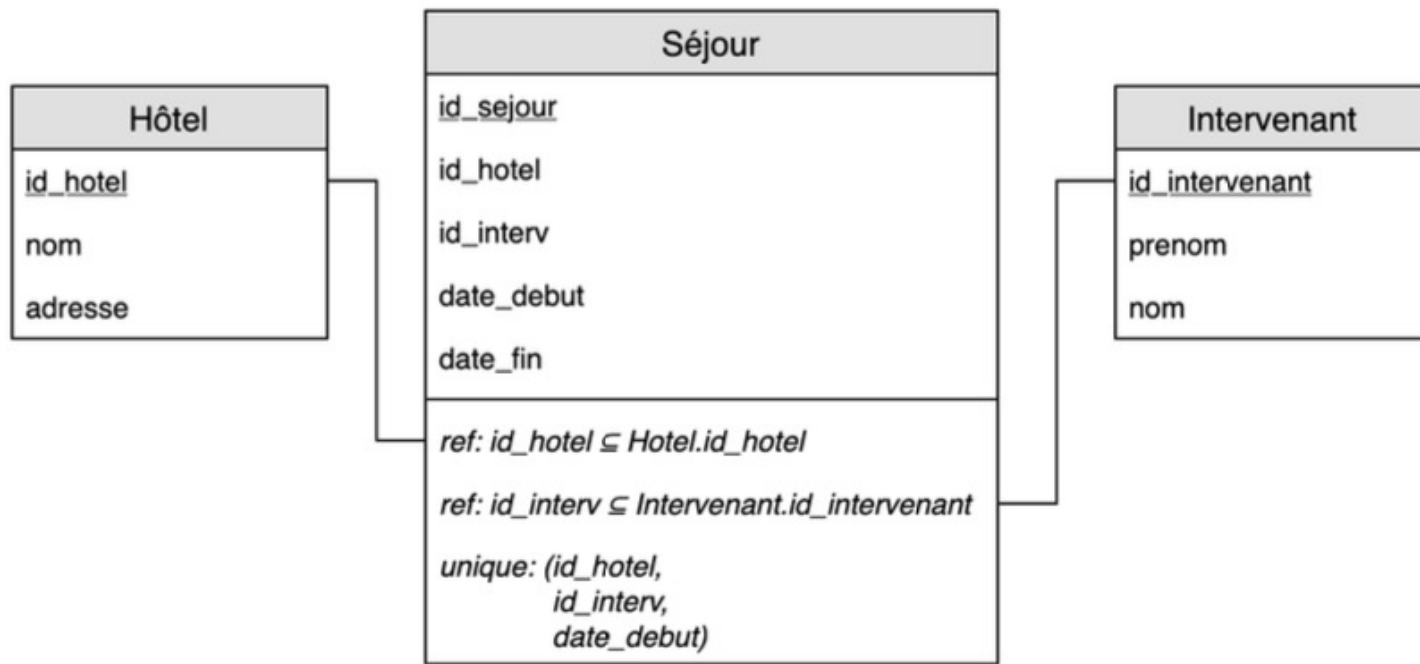 Hôtel
id_hotel
nom
adresse
Séjour
id_sejour
id_hotel
id_interv
date_debut
date_fin
ref: id_hotel ⊆ Hotel.id_hotel
ref: id_interv ⊆ Intervenant.id_intervenant
unique: (id_hotel,
id_interv,
date_debut)
Intervenant
id_intervenant
prenom
nom